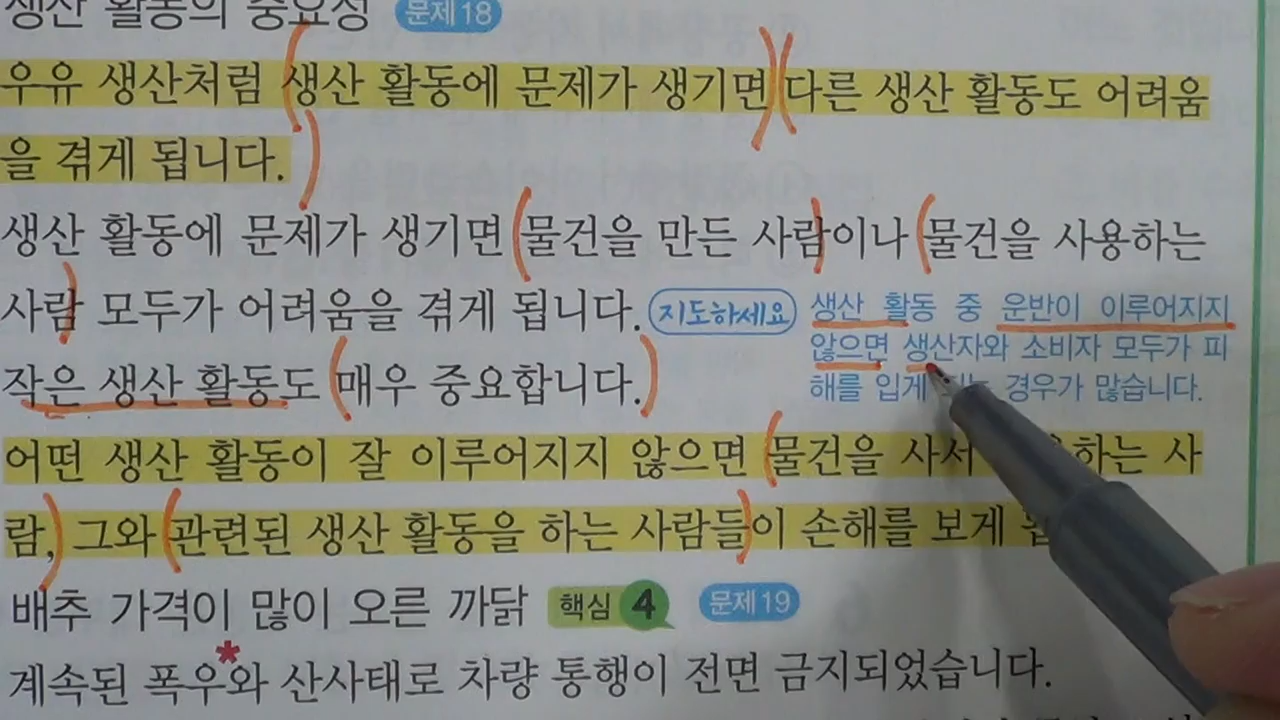 생산 활동의 중요성 문제 18
우유 생산처럼 생산 활동에 문제가 생기면 다른 생산 활동도 어려움
을 겪게 됩니다.
생산 활동에 문제가 생기면 물건을 만든 사람이나 물건을 사용하는
사람 모두가 어려움을 겪게 됩니다.
작은 생산 활동도 매우 중요합니다.
지도하세요
생산 활동 중 운반이 이루어지지
않으면 생산자와 소비자 모두가 피
해를 입게 경우가 많습니다.
어떤 생산 활동이 잘 이루어지지 않으면 물건을 사서 하는 사
람, 그와 관련된 생산 활동을 하는 사람들이 손해를 보게
배추 가격이 많이 오른 까닭 핵심 4 문제 19
계속된 폭우*와 산사태로 차량 통행이 전면 금지되었습니다.